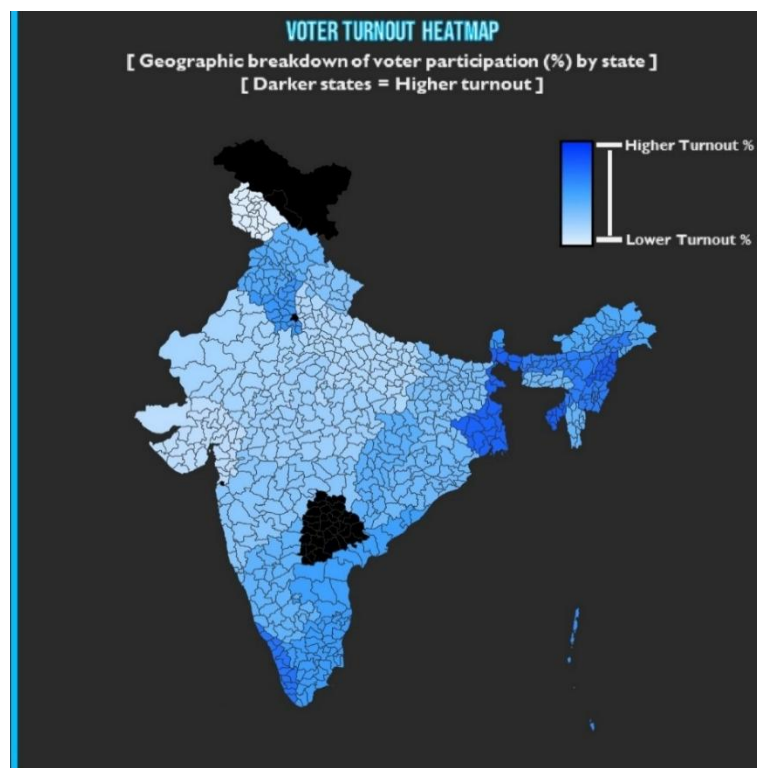 VOTER TURNOUT HEATMAP
[ Geographic breakdown of voter participation (%) by state ]
[ Darker states = Higher turnout ]
Higher Turnout %
Lower Turnout %